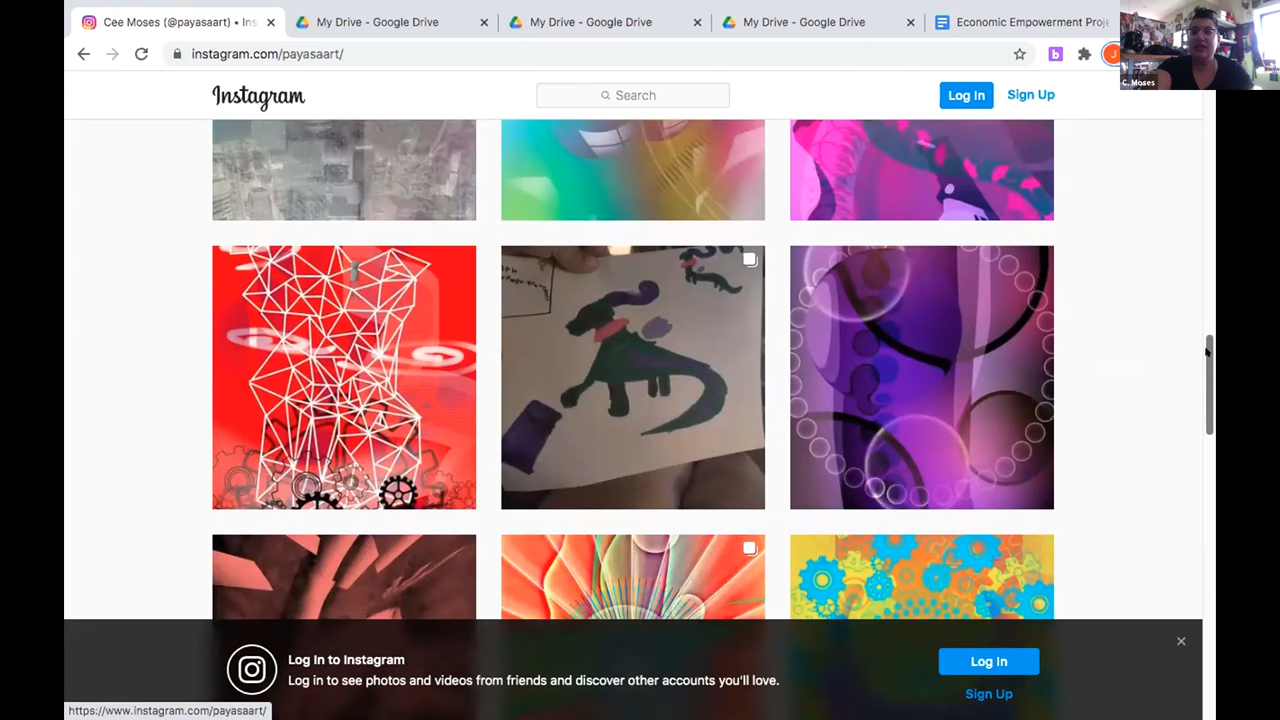 Cee Moses (@payasaart) • Ins
My Drive - Google Drive
My Drive - Google Drive
My Drive - Google Drive
Economic Empowerment Proje
instagram.com/payasaart/
b
J
C. Moses
Instagram
Search
Log In
Sign Up
Log In to Instagram
Log in to see photos and videos from friends and discover other accounts you'll love.
Log In
Sign Up
https://www.instagram.com/payasaart/